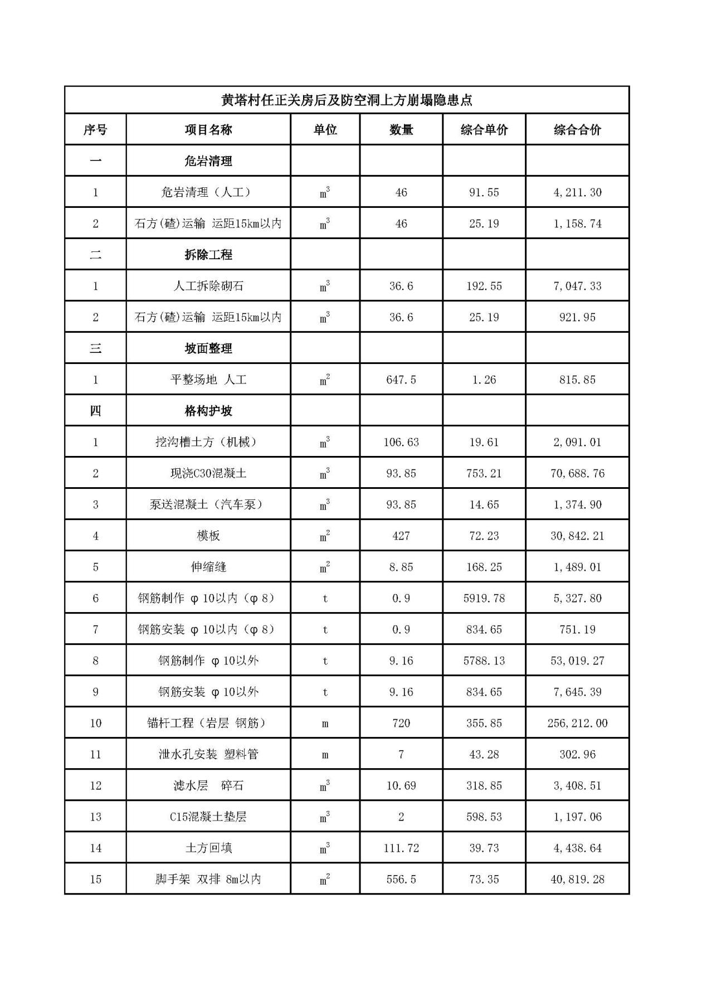 黄塔村任正关房后及防空洞上方崩塌隐患点
序号 项目名称 单位 数量 综合单价 综合合价
一 危岩清理
1 危岩清理（人工） m³ 46 91.55 4,211.30
2 石方(碴)运输 运距15km以内 m³ 46 25.19 1,158.74
二 拆除工程
1 人工拆除砌石 m³ 36.6 192.55 7,047.33
2 石方(碴)运输 运距15km以内 m³ 36.6 25.19 921.95
三 坡面整理
1 平整场地 人工 m² 647.5 1.26 815.85
四 格构护坡
1 挖沟槽土方（机械） m³ 106.63 19.61 2,091.01
2 现浇C30混凝土 m³ 93.85 753.21 70,688.76
3 泵送混凝土（汽车泵） m³ 93.85 14.65 1,374.90
4 模板 m² 427 72.23 30,842.21
5 伸缩缝 m² 8.85 168.25 1,489.01
6 钢筋制作 φ10以内（φ8） t 0.9 5919.78 5,327.80
7 钢筋安装 φ10以内（φ8） t 0.9 834.65 751.19
8 钢筋制作 φ10以外 t 9.16 5788.13 53,019.27
9 钢筋安装 φ10以外 t 9.16 834.65 7,645.39
10 锚杆工程（岩层 钢筋） m 720 355.85 256,212.00
11 泄水孔安装 塑料管 m 7 43.28 302.96
12 滤水层 碎石 m³ 10.69 318.85 3,408.51
13 C15混凝土垫层 m³ 2 598.53 1,197.06
14 土方回填 m³ 111.72 39.73 4,438.64
15 脚手架 双排 8m以内 m² 556.5 73.35 40,819.28